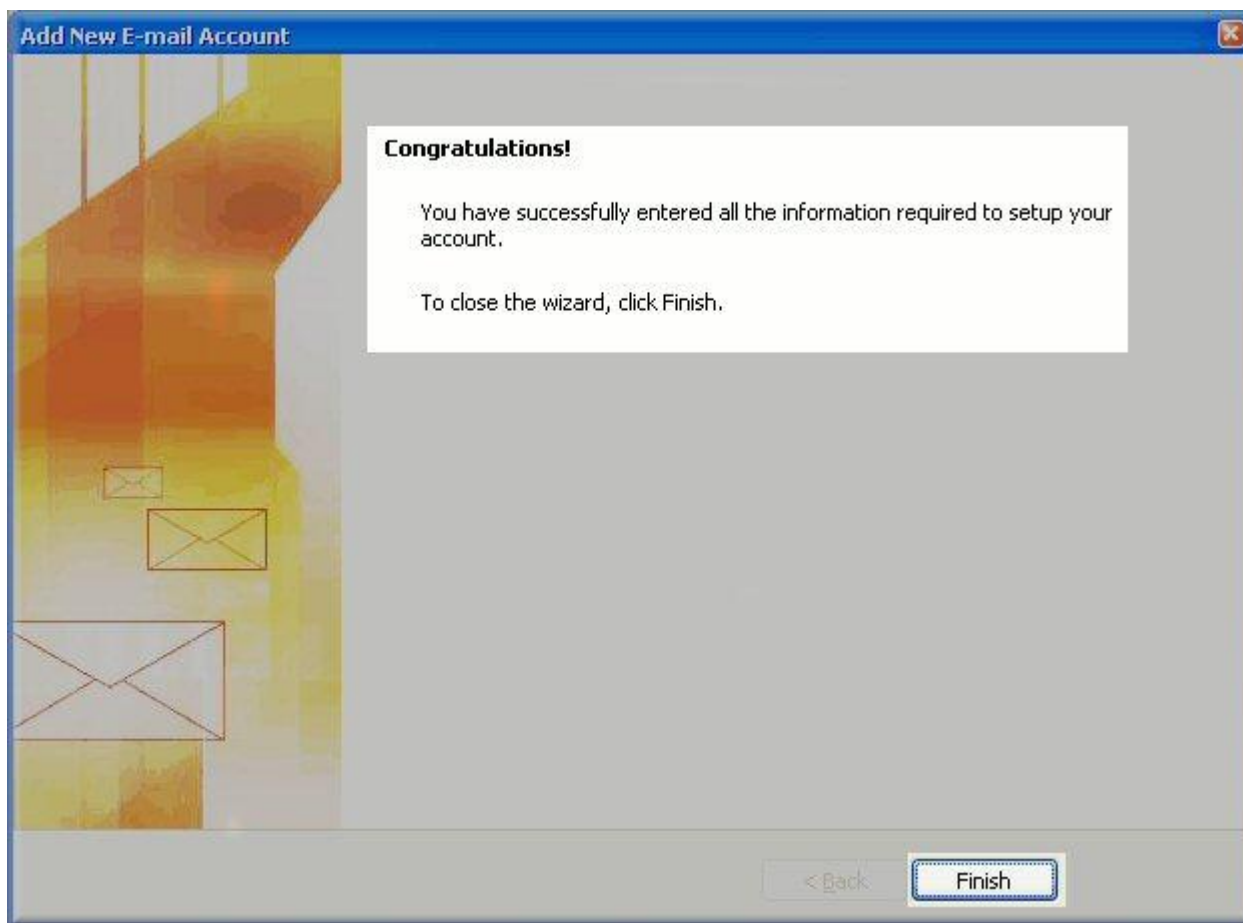 Add New E-mail Account
Congratulations!
You have successfully entered all the information required to setup your
account.
To close the wizard, click Finish.
< Back
Finish